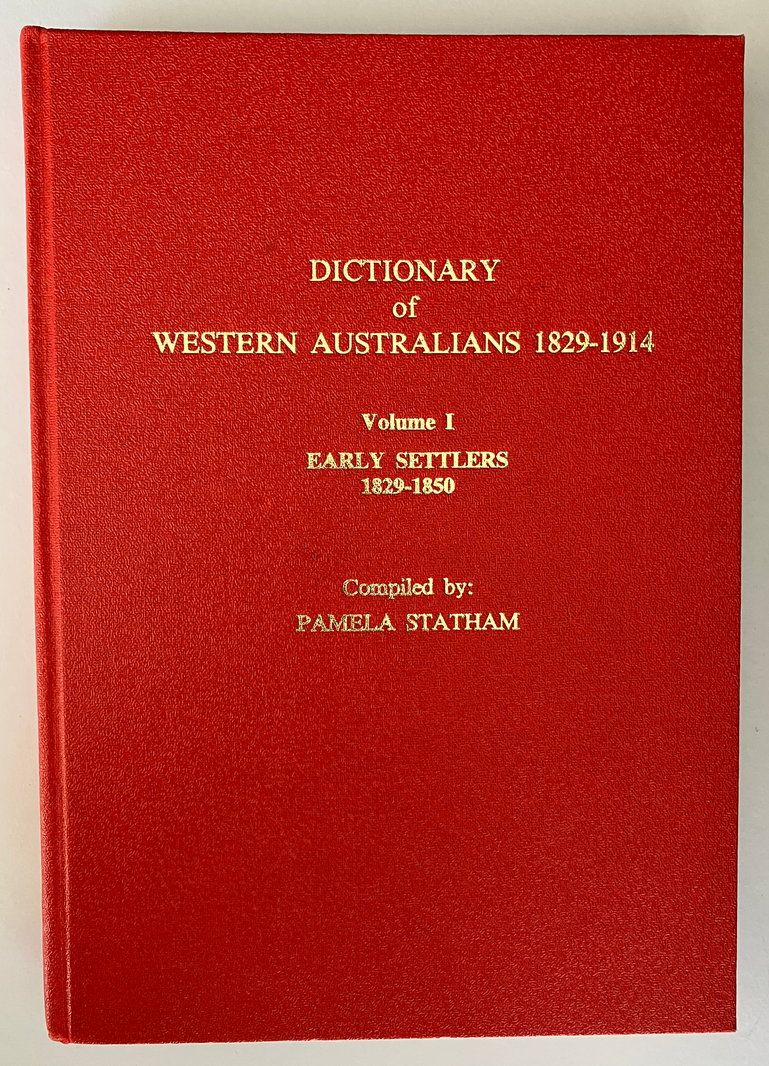 DICTIONARY
of
WESTERN AUSTRALIANS 1829-1914
Volume I
EARLY SETTLERS
1829-1850
Compiled by:
PAMELA STATHAM